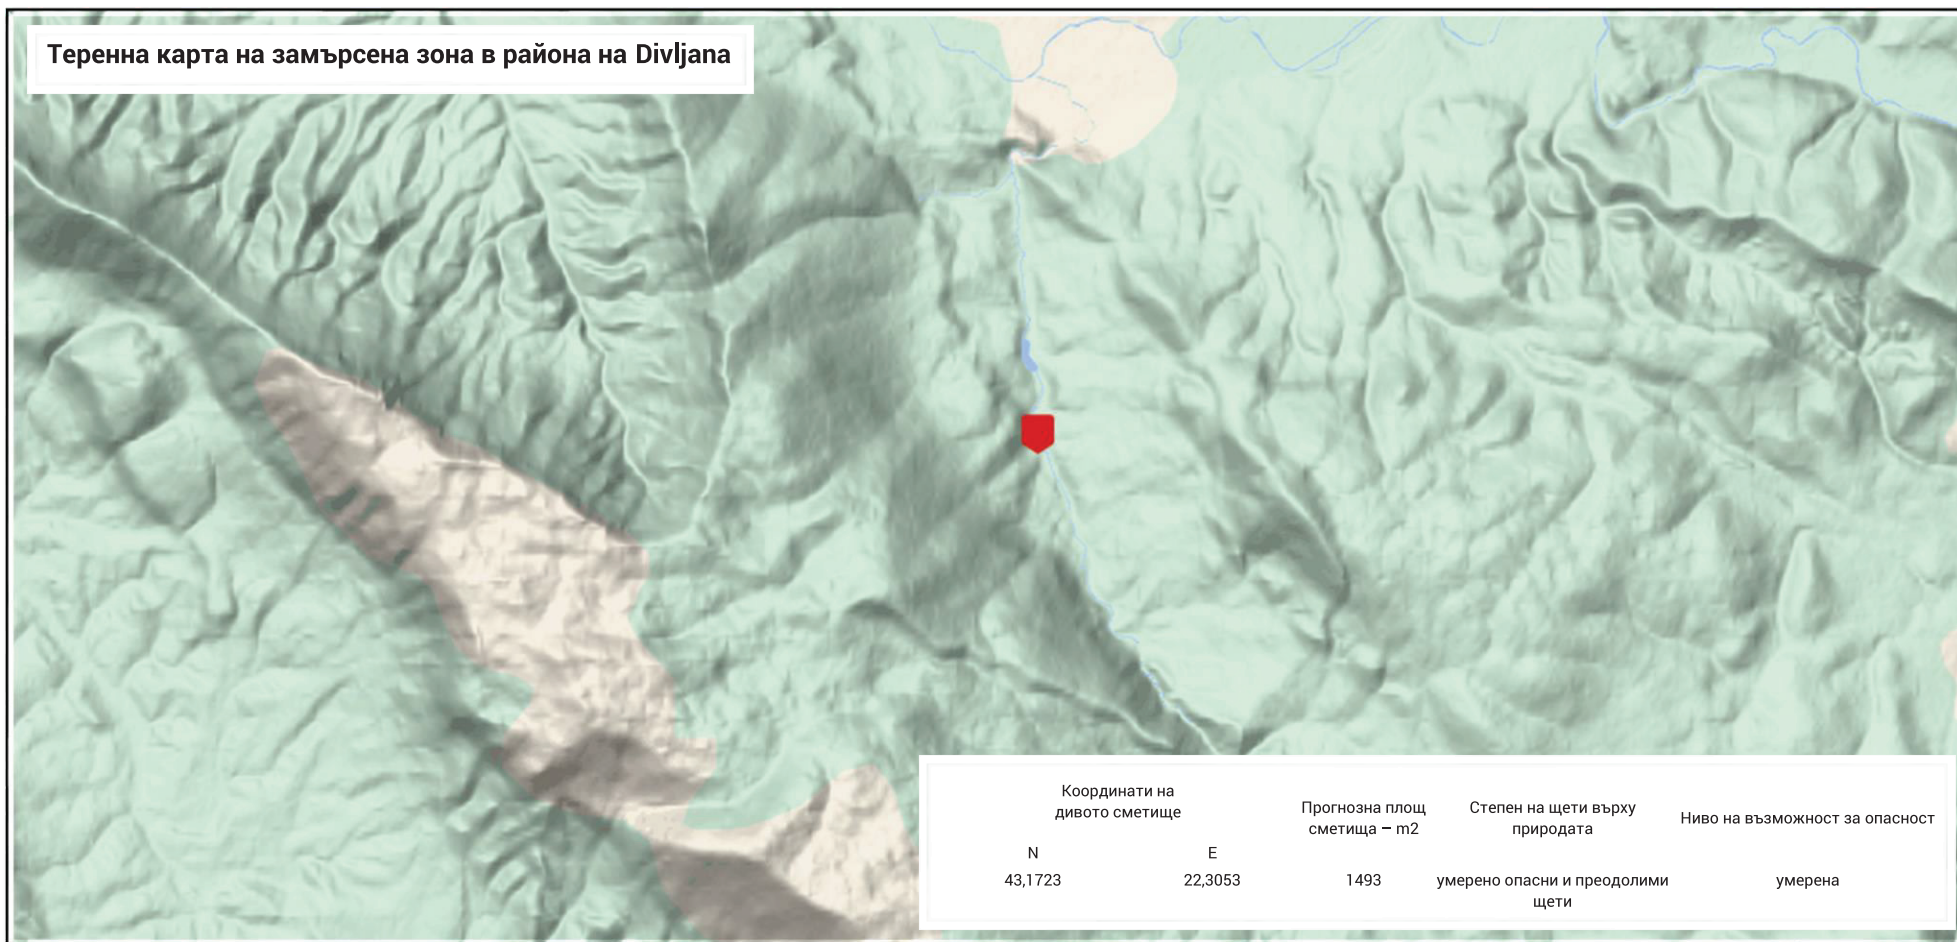 Теренна карта на замърсена зона в района на Divljana
Координати на
дивото сметище
Прогнозна площ
сметища – m2
Степен на щети върху
природата
Ниво на възможност за опасност
N E
43,1723 22,3053 1493 умерено опасни и преодолими
щети
умерена